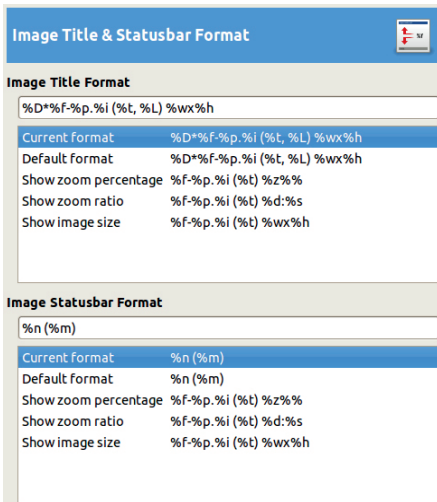 Image Title & Statusbar Format
Image Title Format
%D*%f-%p.%i (%t, %L) %wx%h
Current format %D*%f-%p.%i (%t, %L) %wx%h
Default format %D*%f-%p.%i (%t, %L) %wx%h
Show zoom percentage %f-%p.%i (%t) %z%%
Show zoom ratio %f-%p.%i (%t) %d:%s
Show image size %f-%p.%i (%t) %wx%h
Image Statusbar Format
%n (%m)
Current format %n (%m)
Default format %n (%m)
Show zoom percentage %f-%p.%i (%t) %z%%
Show zoom ratio %f-%p.%i (%t) %d:%s
Show image size %f-%p.%i (%t) %wx%h